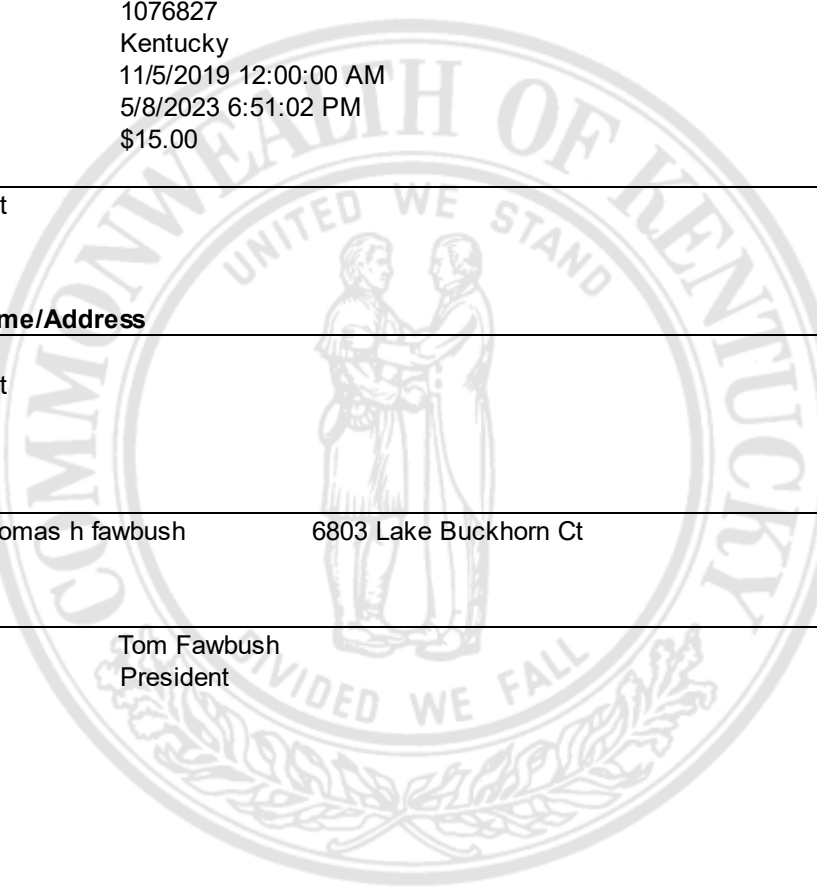 1076827
Kentucky
11/5/2019 12:00:00 AM
5/8/2023 6:51:02 PM
$15.00
t
me/Address
t
omas h fawbush 6803 Lake Buckhorn Ct
Tom Fawbush
President
COMMONWEALTH OF KENTUCKY
UNITED WE STAND
DIVIDED WE FALL